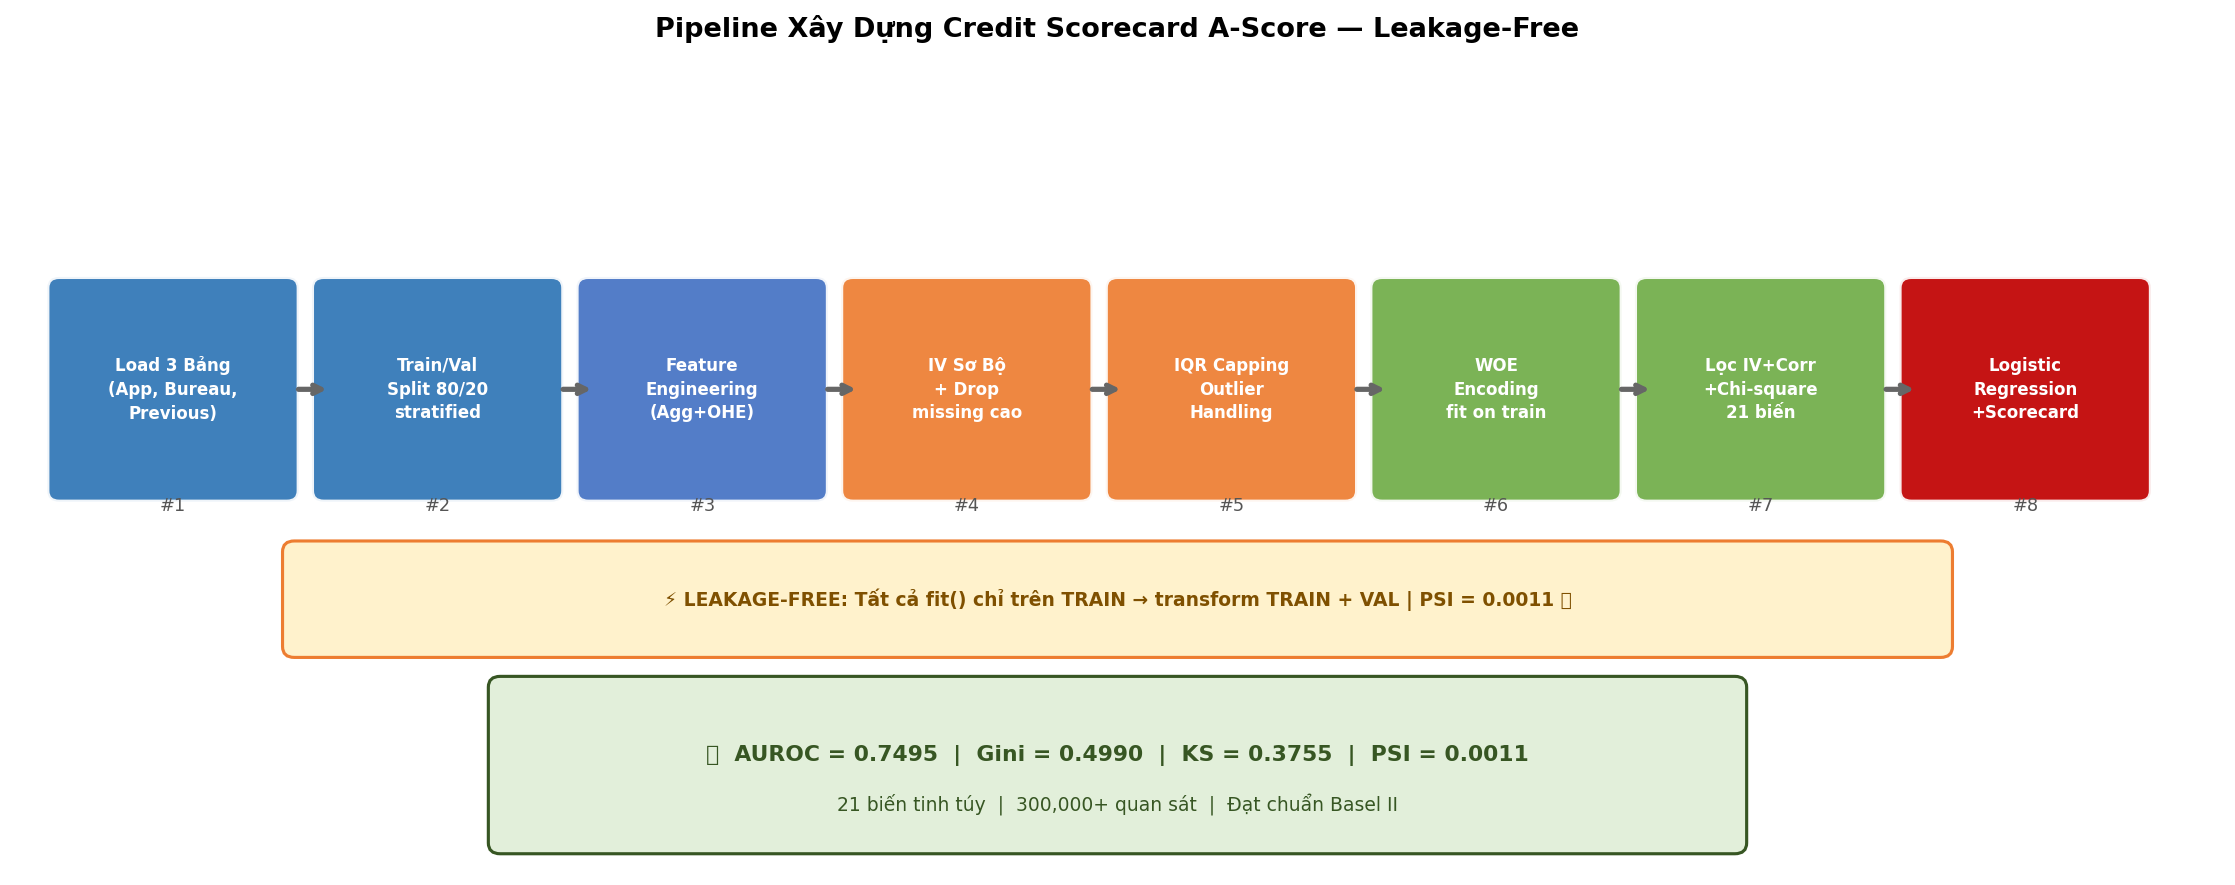 Pipeline Xây Dựng Credit Scorecard A-Score — Leakage-Free
Load 3 Bảng
(App, Bureau,
Previous)
#1
Train/Val
Split 80/20
stratified
#2
Feature
Engineering
(Agg+OHE)
#3
IV Sơ Bộ
+ Drop
missing cao
#4
IQR Capping
Outlier
Handling
#5
WOE
Encoding
fit on train
#6
Lọc IV+Corr
+Chi-square
21 biến
#7
Logistic
Regression
+Scorecard
#8
⚡ LEAKAGE-FREE: Tất cả fit() chỉ trên TRAIN → transform TRAIN + VAL | PSI = 0.0011
AUROC = 0.7495 | Gini = 0.4990 | KS = 0.3755 | PSI = 0.0011
21 biến tinh túy | 300,000+ quan sát | Đạt chuẩn Basel II